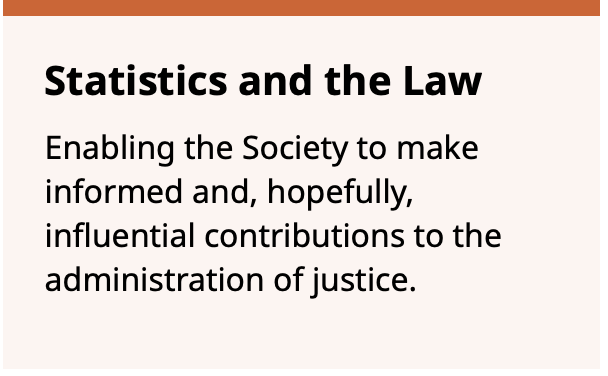 Statistics and the Law
Enabling the Society to make
informed and, hopefully,
influential contributions to the
administration of justice.